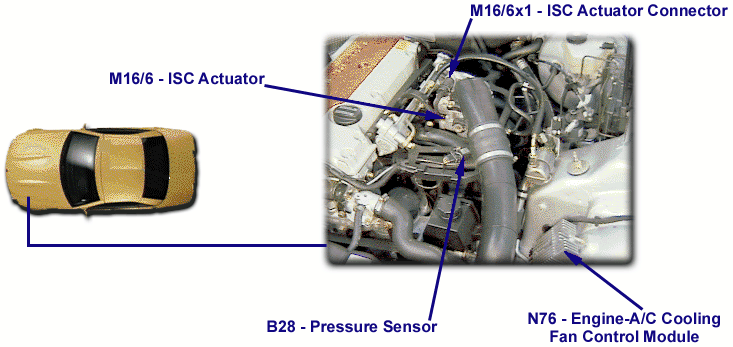 M16/6x1 - ISC Actuator Connector
M16/6 - ISC Actuator
B28 - Pressure Sensor
N76 - Engine-A/C Cooling
Fan Control Module